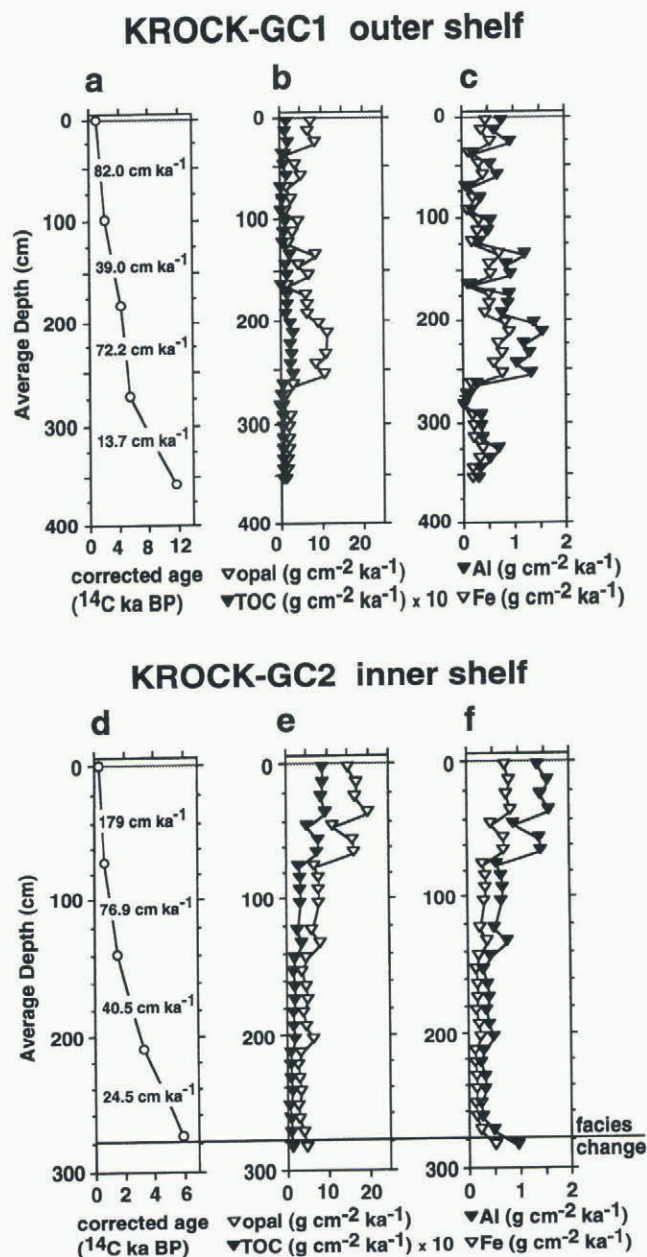 KROCK-GC1 outer shelf
a
b
c
0
100
200
300
400
Average Depth (cm)
82.0 cm ka-1
39.0 cm ka-1
72.2 cm ka-1
13.7 cm ka-1
0 4 8 12
corrected age
(14C ka BP)
0
100
200
300
400
0 10 20
▽opal (g cm-2 ka-1)
▼TOC (g cm-2 ka-1) x 10
0
100
200
300
400
0 1 2
▼Al (g cm-2 ka-1)
▽Fe (g cm-2 ka-1)
KROCK-GC2 inner shelf
d
e
f
0
100
200
300
Average Depth (cm)
179 cm ka-1
76.9 cm ka-1
40.5 cm ka-1
24.5 cm ka-1
0 2 4 6
corrected age
(14C ka BP)
0
100
200
300
0 10 20
▽opal (g cm-2 ka-1)
▼TOC (g cm-2 ka-1) x 10
0
100
200
300
0 1 2
▼Al (g cm-2 ka-1)
▽Fe (g cm-2 ka-1)
facies
change